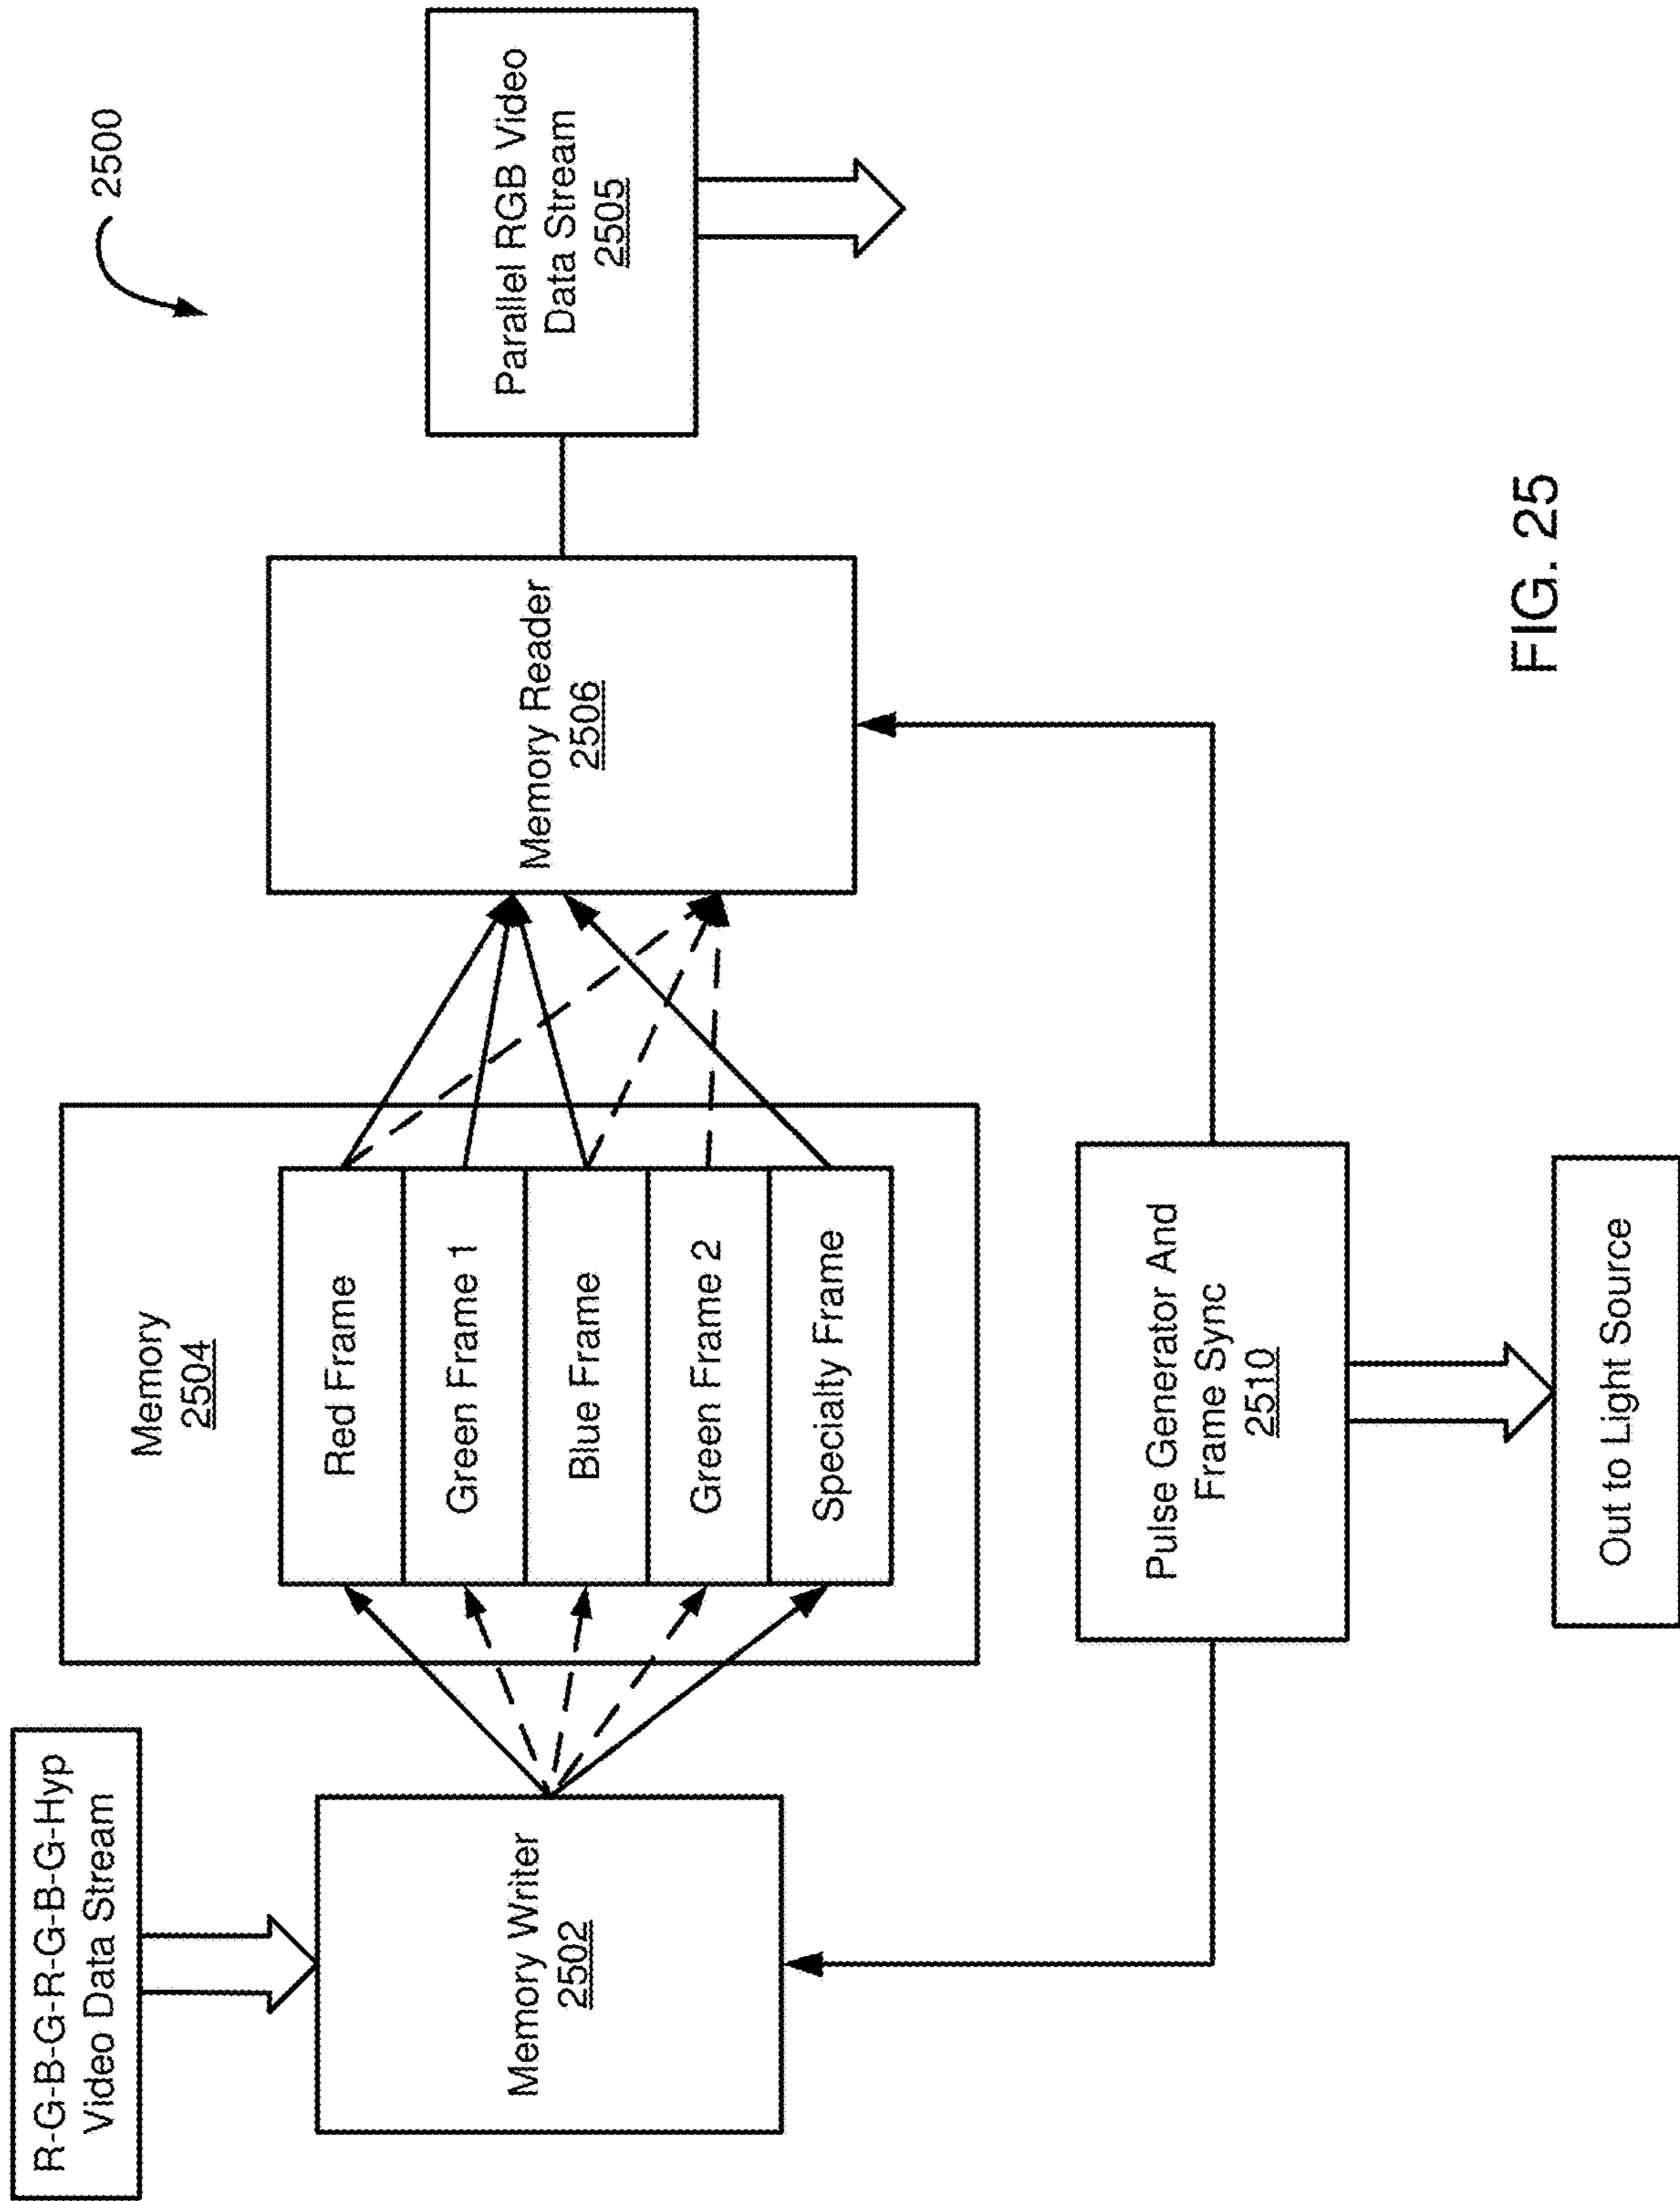 2500
R-G-B-G-R-G-B-G-Hyp
Video Data Stream
Memory Writer
2502
Memory
2504
Red Frame
Green Frame 1
Blue Frame
Green Frame 2
Specialty Frame
Memory Reader
2506
Parallel RGB Video
Data Stream
2505
Pulse Generator And
Frame Sync
2510
Out to Light Source
FIG. 25